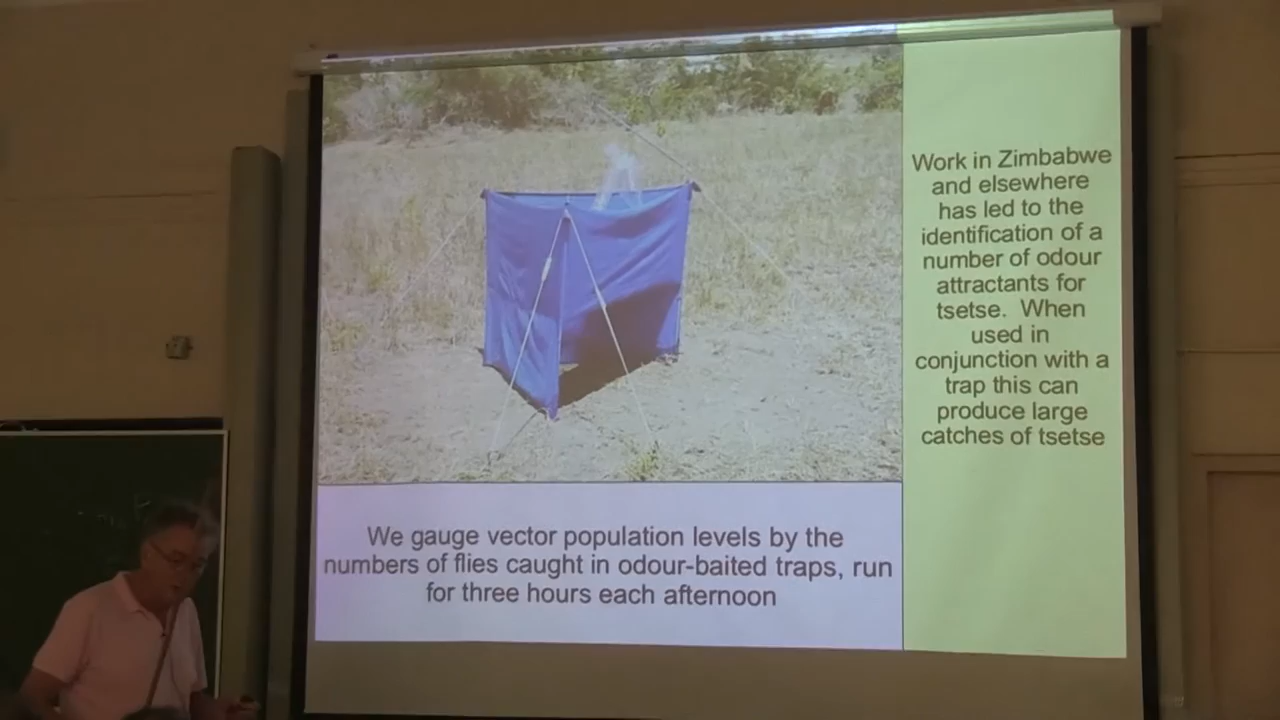 Work in Zimbabwe
and elsewhere
has led to the
identification of a
number of odour
attractants for
tsetse. When
used in
conjunction with a
trap this can
produce large
catches of tsetse
We gauge vector population levels by the
numbers of flies caught in odour-baited traps, run
for three hours each afternoon